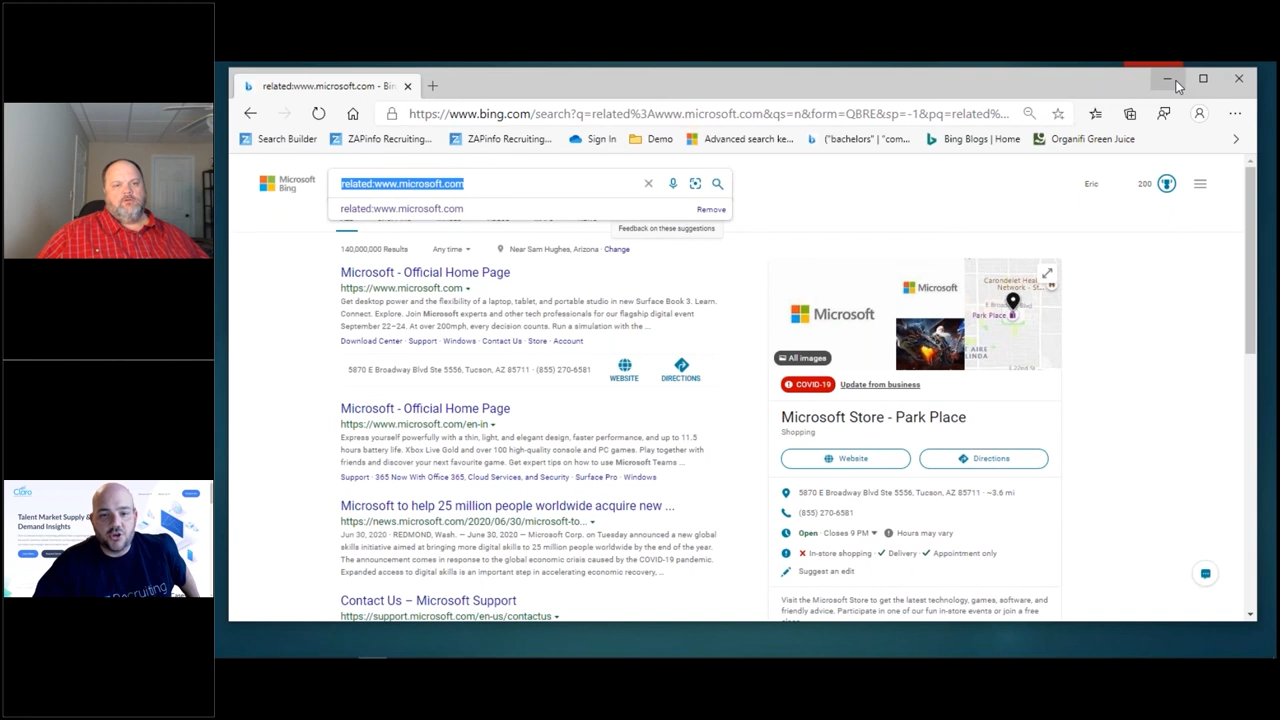 related:www.microsoft.com - Bin
https://www.bing.com/search?q=related%3Awww.microsoft.com&qs=n&form=QBRE&sp=-1&pq=related%...
Search Builder
ZAPinfo Recruiting...
ZAPinfo Recruiting...
Sign In
Demo
Advanced search ke...
("bachelors" | "com...
Bing Blogs | Home
Organifi Green Juice
Microsoft
Bing
related:www.microsoft.com
related:www.microsoft.com
Remove
Feedback on these suggestions
Eric
200
140,000,000 Results
Any time
Near Sam Hughes, Arizona · Change
Microsoft - Official Home Page
https://www.microsoft.com
Get desktop power and the flexibility of a laptop, tablet, and portable studio in new Surface Book 3. Learn.
Connect. Explore. Join Microsoft experts and other tech professionals for our flagship digital event
September 22–24. At over 200mph, every decision counts. Run a simulation with the ...
Download Center · Support · Windows · Contact Us · Store · Account
5870 E Broadway Blvd Ste 5556, Tucson, AZ 85711 · (855) 270-6581
WEBSITE
DIRECTIONS
Microsoft - Official Home Page
https://www.microsoft.com/en-in
Express yourself powerfully with a thin, light, and elegant design, faster performance, and up to 11.5
hours battery life. Xbox Live Gold and over 100 high-quality console and PC games. Play together with
friends and discover your next favourite game. Get expert tips on how to use Microsoft Teams ...
Support · 365 Now With Office 365, Cloud Services, and Security · Surface Pro · Windows
Microsoft to help 25 million people worldwide acquire new ...
https://news.microsoft.com/2020/06/30/microsoft-to...
Jun 30, 2020 · REDMOND, Wash. — June 30, 2020 — Microsoft Corp. on Tuesday announced a new global
skills initiative aimed at bringing more digital skills to 25 million people worldwide by the end of the year.
The announcement comes in response to the global economic crisis caused by the COVID-19 pandemic.
Expanded access to digital skills is an important step in accelerating economic recovery, ...
Contact Us – Microsoft Support
https://support.microsoft.com/en-us/contactus
Microsoft
Microsoft
All images
Carondelet Heal
Network - St
E Broadway
Park Place
AIRE
LINDA
E 22nd St
COVID-19
Update from business
Microsoft Store - Park Place
Shopping
Website
Directions
5870 E Broadway Blvd Ste 5556, Tucson, AZ 85711 · ~3.6 mi
(855) 270-6581
Open · Closes 9 PM
Hours may vary
In-store shopping · Delivery · Appointment only
Suggest an edit
Visit the Microsoft Store to get the latest technology, games, software, and
friendly advice. Participate in one of our fun in-store events or join a free
Claro
Talent Market Supply &
Demand Insights
Recruiting